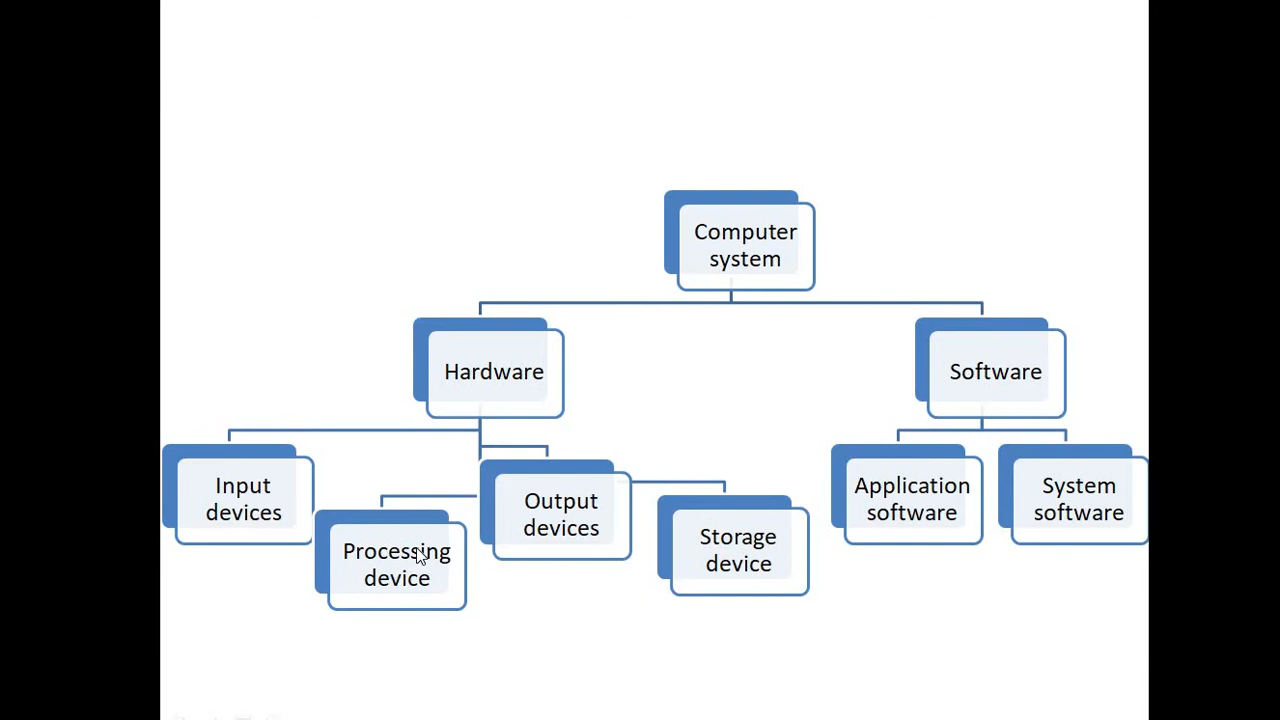 Computer
system
Hardware
Software
Input
devices
Processing
device
Output
devices
Storage
device
Application
software
System
software